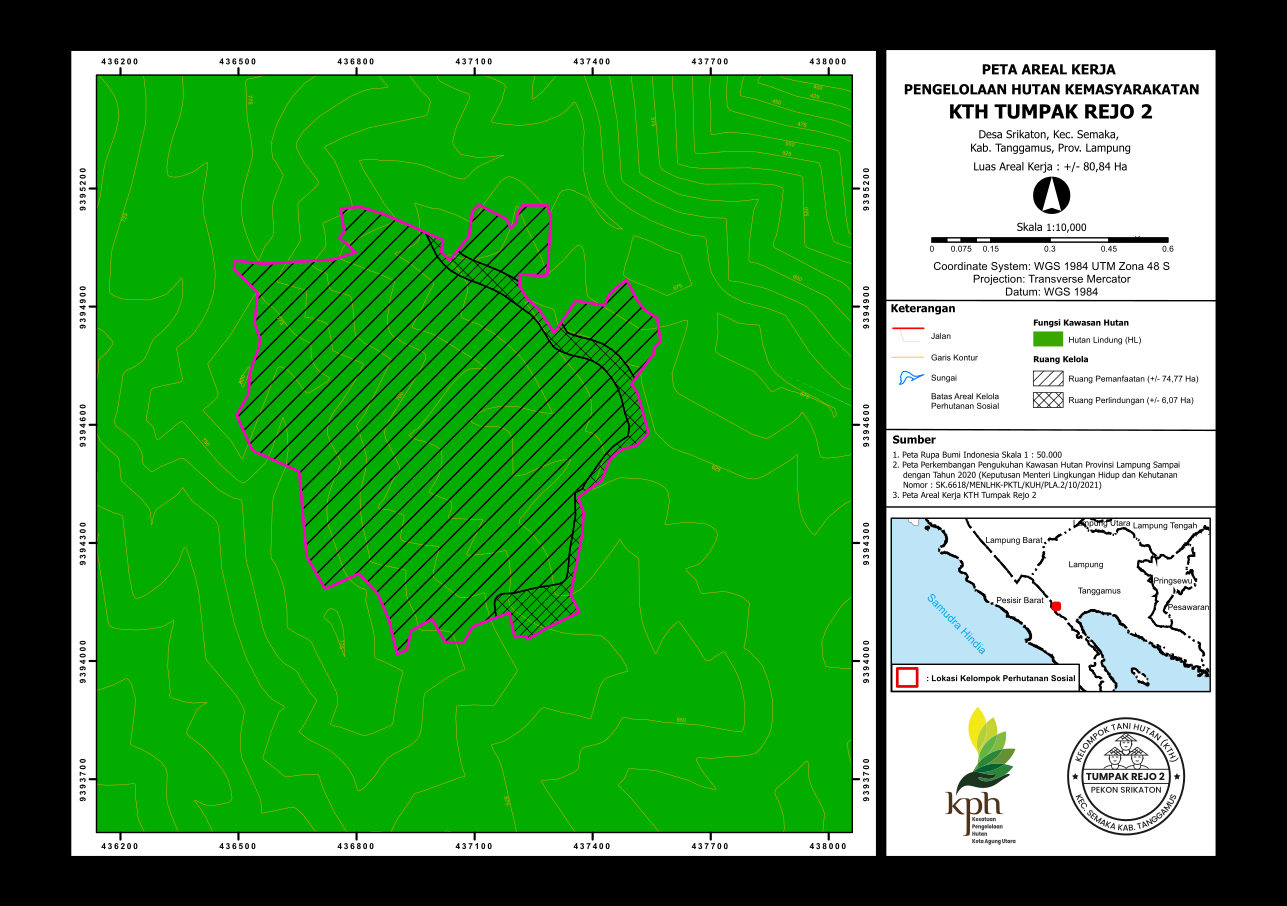 436200 436500 436800 437100 437400 437700 438000
9395200 9395200
9394900 9394900
9394600 9394600
9394300 9394300
9394000 9394000
9393700 9393700
436200 436500 436800 437100 437400 437700 438000
PETA AREAL KERJA
PENGELOLAAN HUTAN KEMASYARAKATAN
KTH TUMPAK REJO 2
Desa Srikaton, Kec. Semaka,
Kab. Tanggamus, Prov. Lampung
Luas Areal Kerja : +/- 80,84 Ha
Skala 1:10,000
0 0.075 0.15 0.3 0.45 0.6
Coordinate System: WGS 1984 UTM Zona 48 S
Projection: Transverse Mercator
Datum: WGS 1984
Keterangan
Jalan
Garis Kontur
Sungai
Batas Areal Kelola
Perhutanan Sosial
Fungsi Kawasan Hutan
Hutan Lindung (HL)
Ruang Kelola
Ruang Pemanfaatan (+/- 74,77 Ha)
Ruang Perlindungan (+/- 6,07 Ha)
Sumber
1. Peta Rupa Bumi Indonesia Skala 1 : 50.000
2. Peta Perkembangan Pengukuhan Kawasan Hutan Provinsi Lampung Sampai
dengan Tahun 2020 (Keputusan Menteri Lingkungan Hidup dan Kehutanan
Nomor : SK.6618/MENLHK-PKTL/KUH/PLA.2/10/2021)
3. Peta Areal Kerja KTH Tumpak Rejo 2
Lampung Utara
Lampung Tengah
Lampung Barat
Lampung
Pringsewu
Tanggamus
Pesisir Barat
Pesawaran
Samudra Hindia
: Lokasi Kelompok Perhutanan Sosial
kph
Kesatuan
Pengelolaan
Hutan
Kota Agung Utara
KELOMPOK TANI HUTAN (KTH)
TUMPAK REJO 2
PEKON SRIKATON
KEC. SEMAKA KAB. TANGGAMUS